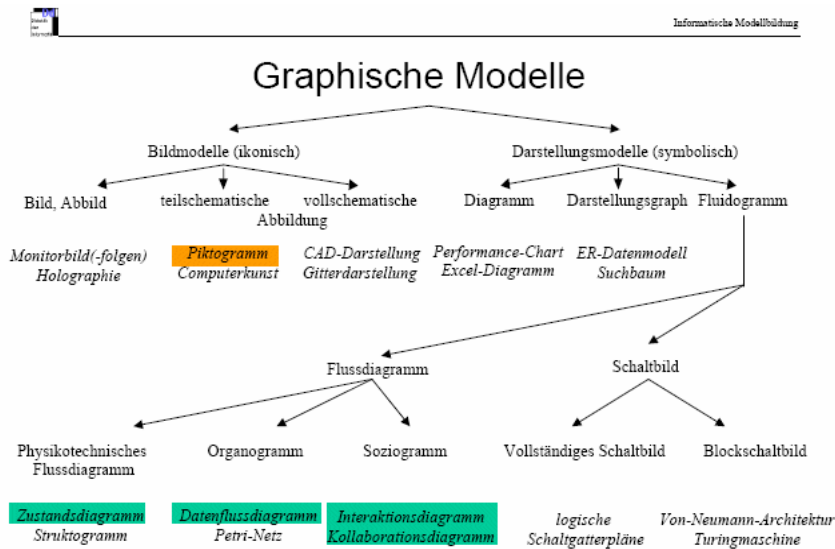 Informatische Modellbildung
Graphische Modelle
Bildmodelle (ikonisch)
Darstellungsmodelle (symbolisch)
Bild, Abbild
teilschematische vollschematische
Abbildung
Diagramm
Darstellungsgraph
Fluidogramm
Monitorbild(-folgen)
Holographie
Piktogramm
Computerkunst
CAD-Darstellung
Gitterdarstellung
Performance-Chart
Excel-Diagramm
ER-Datenmodell
Suchbaum
Flussdiagramm
Schaltbild
Physikotechnisches
Flussdiagramm
Organogramm
Soziogramm
Vollständiges Schaltbild
Blockschaltbild
Zustandsdiagramm
Struktogramm
Datenflussdiagramm
Petri-Netz
Interaktionsdiagramm
Kollaborationsdiagramm
logische
Schaltgatterpläne
Von-Neumann-Architektur
Turingmaschine